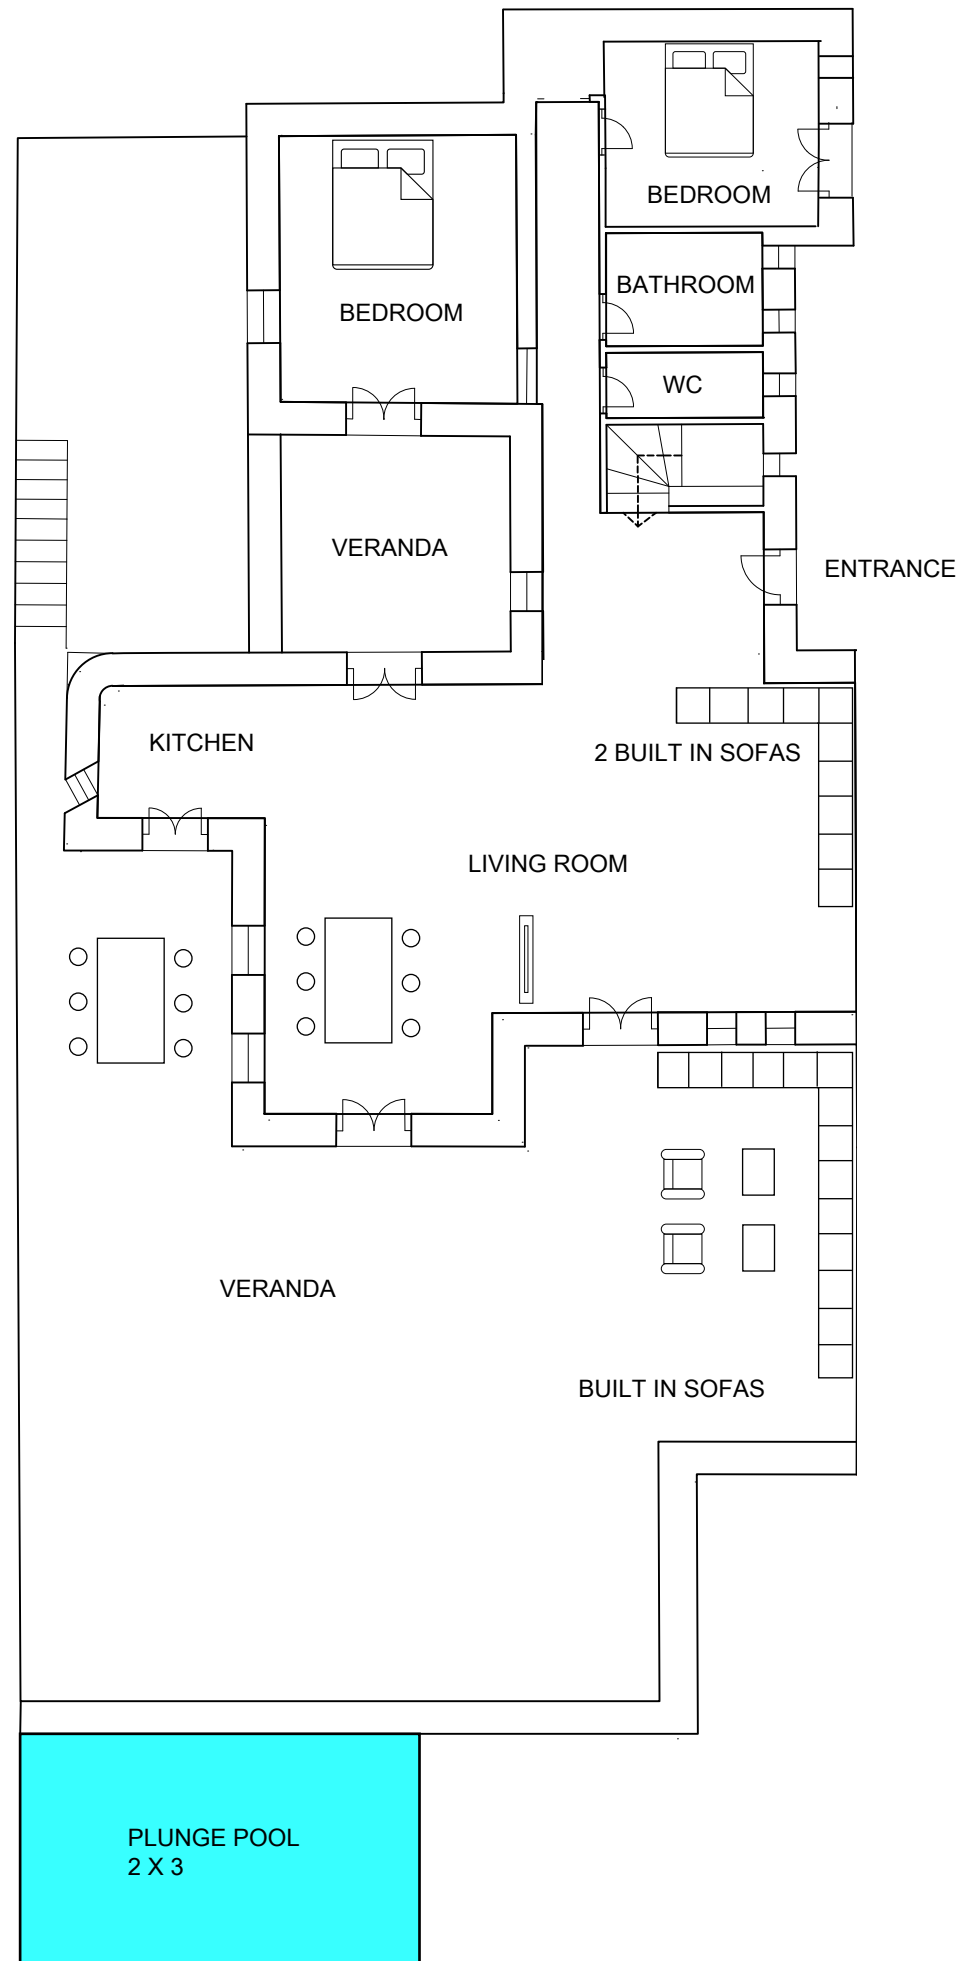 BEDROOM
BATHROOM
BEDROOM
WC
VERANDA
ENTRANCE
KITCHEN
2 BUILT IN SOFAS
LIVING ROOM
VERANDA
BUILT IN SOFAS
PLUNGE POOL
2 X 3